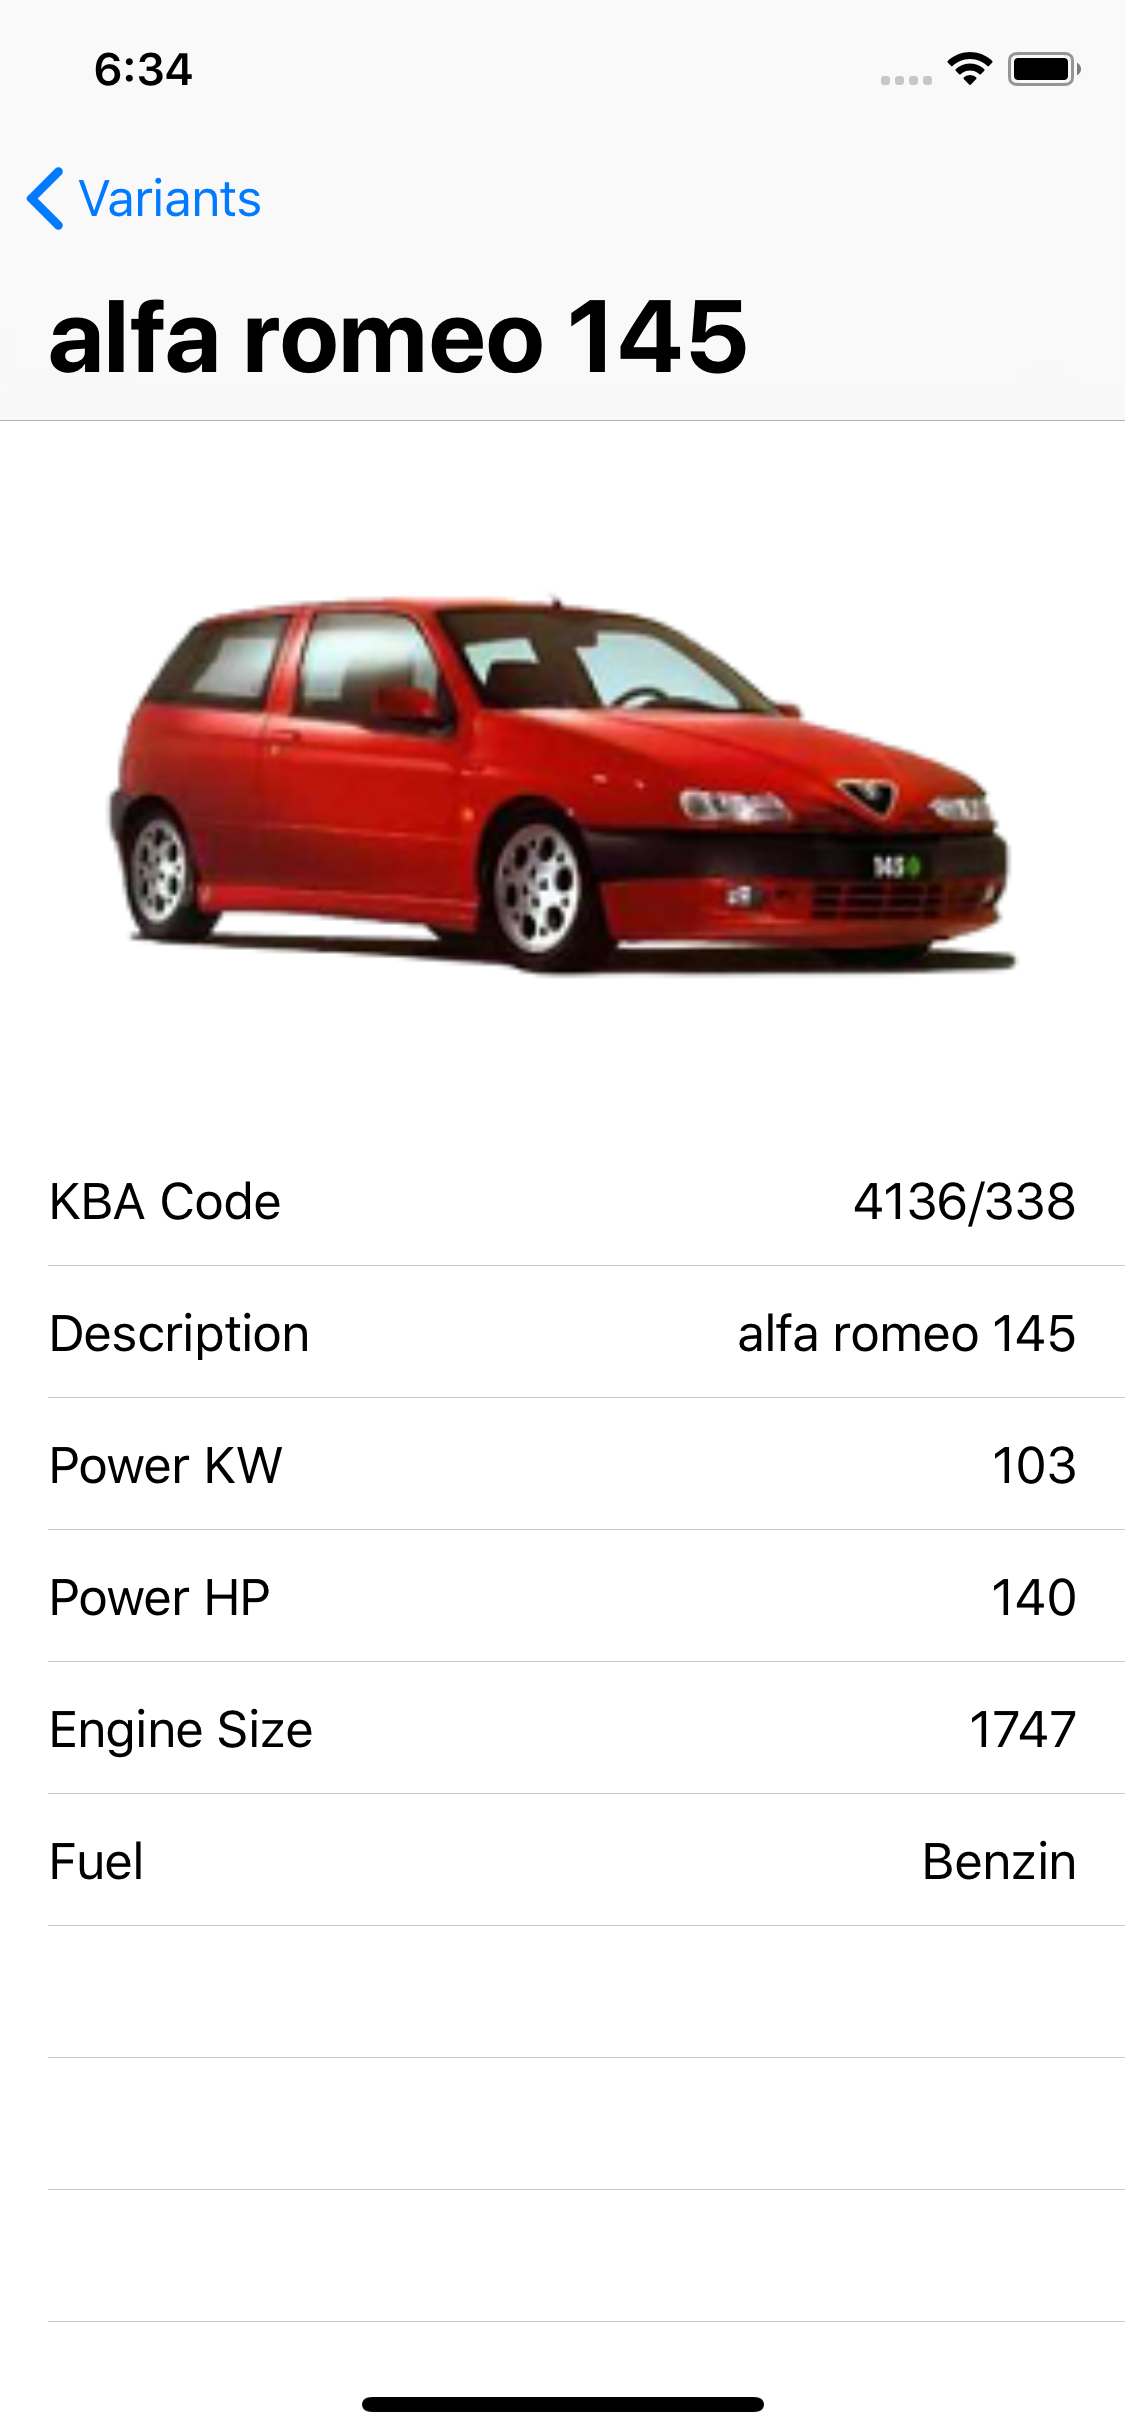 6:34
Variants
alfa romeo 145
145
KBA Code 4136/338
Description alfa romeo 145
Power KW 103
Power HP 140
Engine Size 1747
Fuel Benzin